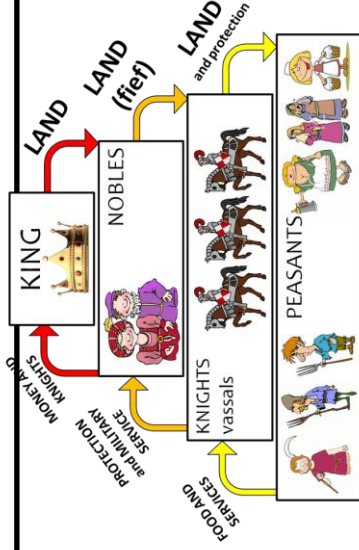 KING
MONEY AND
KNIGHTS
LAND
NOBLES
PROTECTION
and MILITARY
SERVICE
LAND
(fief)
KNIGHTS
vassals
FOOD AND
SERVICES
LAND
and protection
PEASANTS